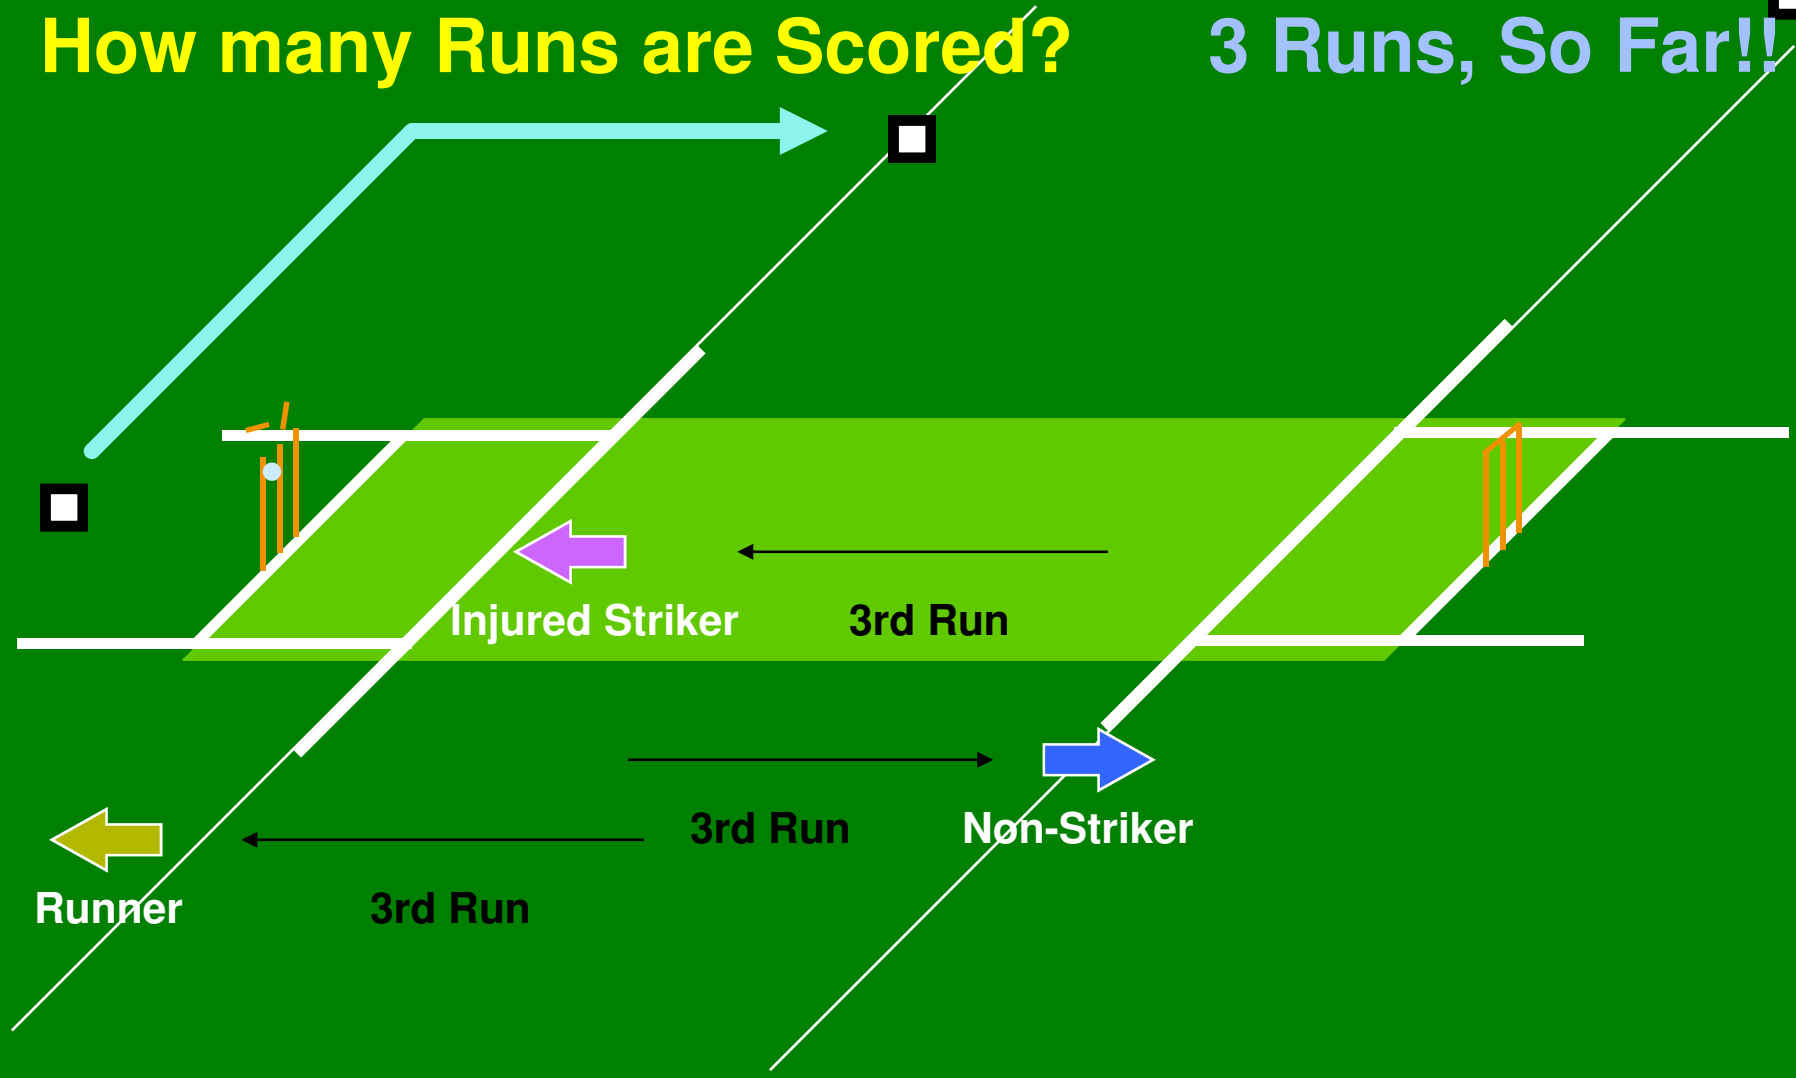 How many Runs are Scored?
3 Runs, So Far!!
Injured Striker
3rd Run
3rd Run
Non-Striker
Runner
3rd Run